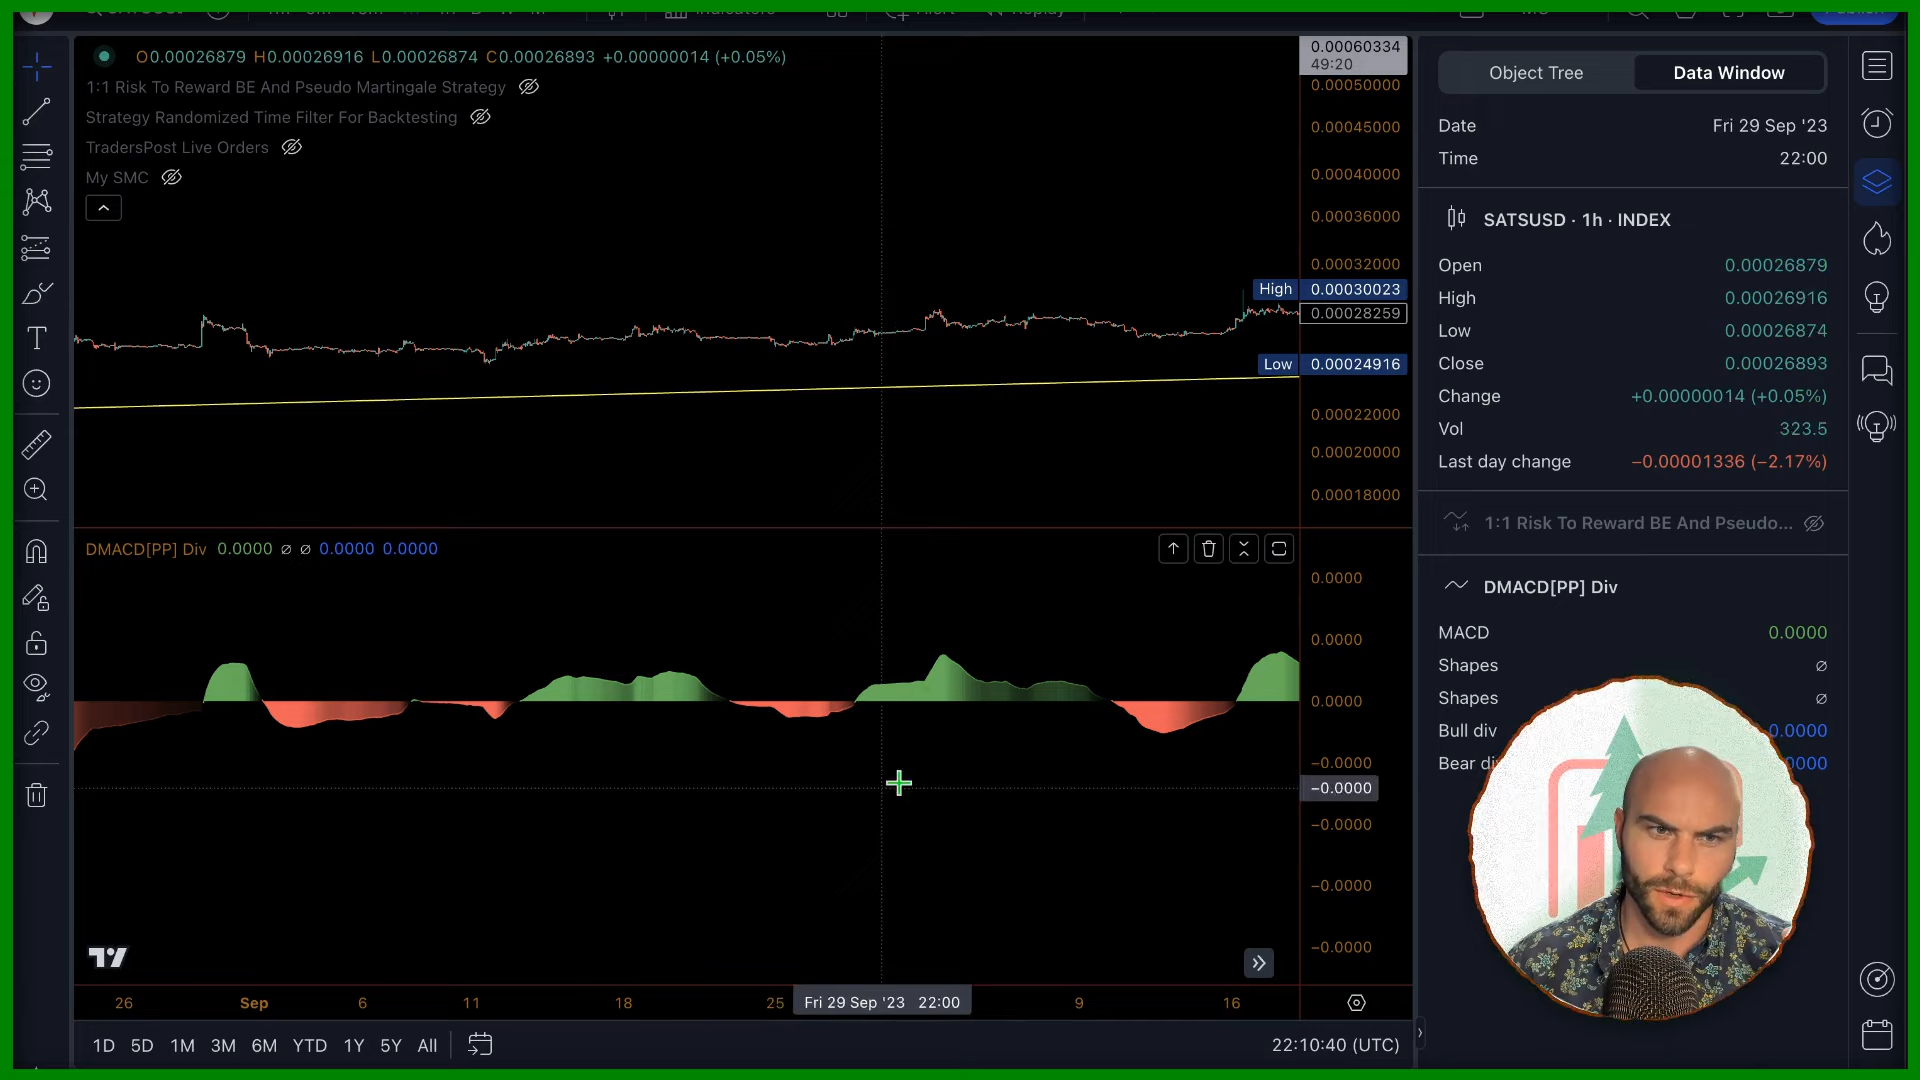 O0.00026879 H0.00026916 L0.00026874 C0.00026893 +0.00000014 (+0.05%)
1:1 Risk To Reward BE And Pseudo Martingale Strategy
Strategy Randomized Time Filter For Backtesting
TradersPost Live Orders
My SMC
0.00060334
49:20
0.00050000
0.00045000
0.00040000
0.00036000
0.00032000
High 0.00030023
0.00028259
Low 0.00024916
0.00022000
0.00020000
0.00018000
DMACD[PP] Div 0.0000 ∅ ∅ 0.0000 0.0000
0.0000
0.0000
0.0000
−0.0000
−0.0000
−0.0000
−0.0000
−0.0000
26 Sep 6 11 18 25 Fri 29 Sep '23 22:00 9 16
1D 5D 1M 3M 6M YTD 1Y 5Y All
22:10:40 (UTC)
Object Tree Data Window
Date Fri 29 Sep '23
Time 22:00
SATSUSD · 1h · INDEX
Open 0.00026879
High 0.00026916
Low 0.00026874
Close 0.00026893
Change +0.00000014 (+0.05%)
Vol 323.5
Last day change −0.00001336 (−2.17%)
1:1 Risk To Reward BE And Pseudo...
DMACD[PP] Div
MACD 0.0000
Shapes ∅
Shapes ∅
Bull div 0.0000
Bear di 0000